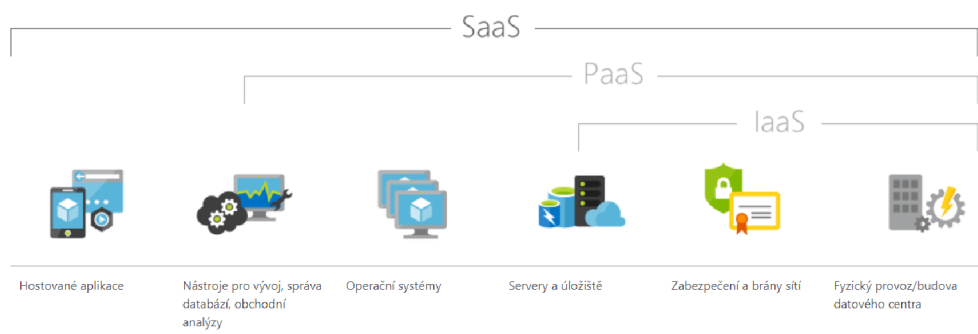 SaaS
PaaS
IaaS
Hostované aplikace
Nástroje pro vývoj, správa
databází, obchodní
analýzy
Operační systémy
Servery a úložiště
Zabezpečení a brány sítí
Fyzický provoz/budova
datového centra